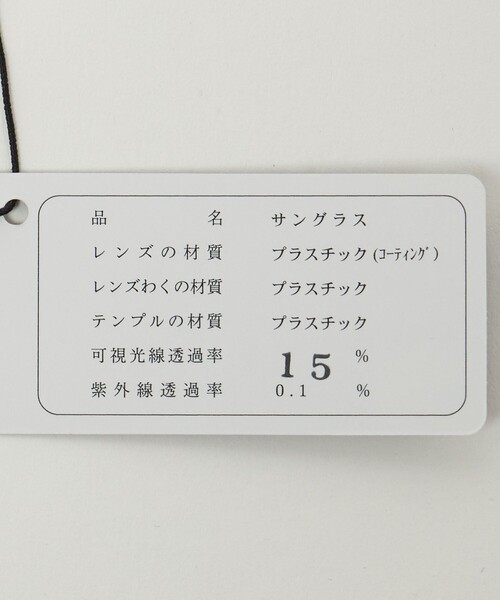 品名 サングラス
レンズの材質 プラスチック(ｺｰﾃｨﾝｸﾞ)
レンズわくの材質 プラスチック
テンプルの材質 プラスチック
可視光線透過率 15 %
紫外線透過率 0.1 %